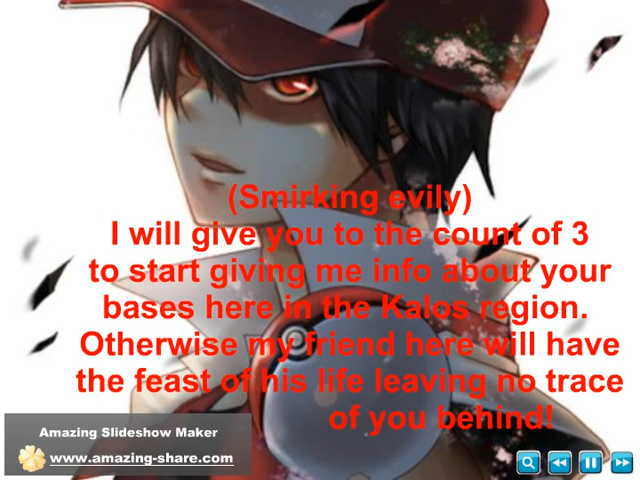 (Smirking evily)
I will give you to the count of 3
to start giving me info about your
bases here in the Kalos region.
Otherwise my friend here will have
the feast of his life leaving no trace
of you behind!
Amazing Slideshow Maker
www.amazing-share.com